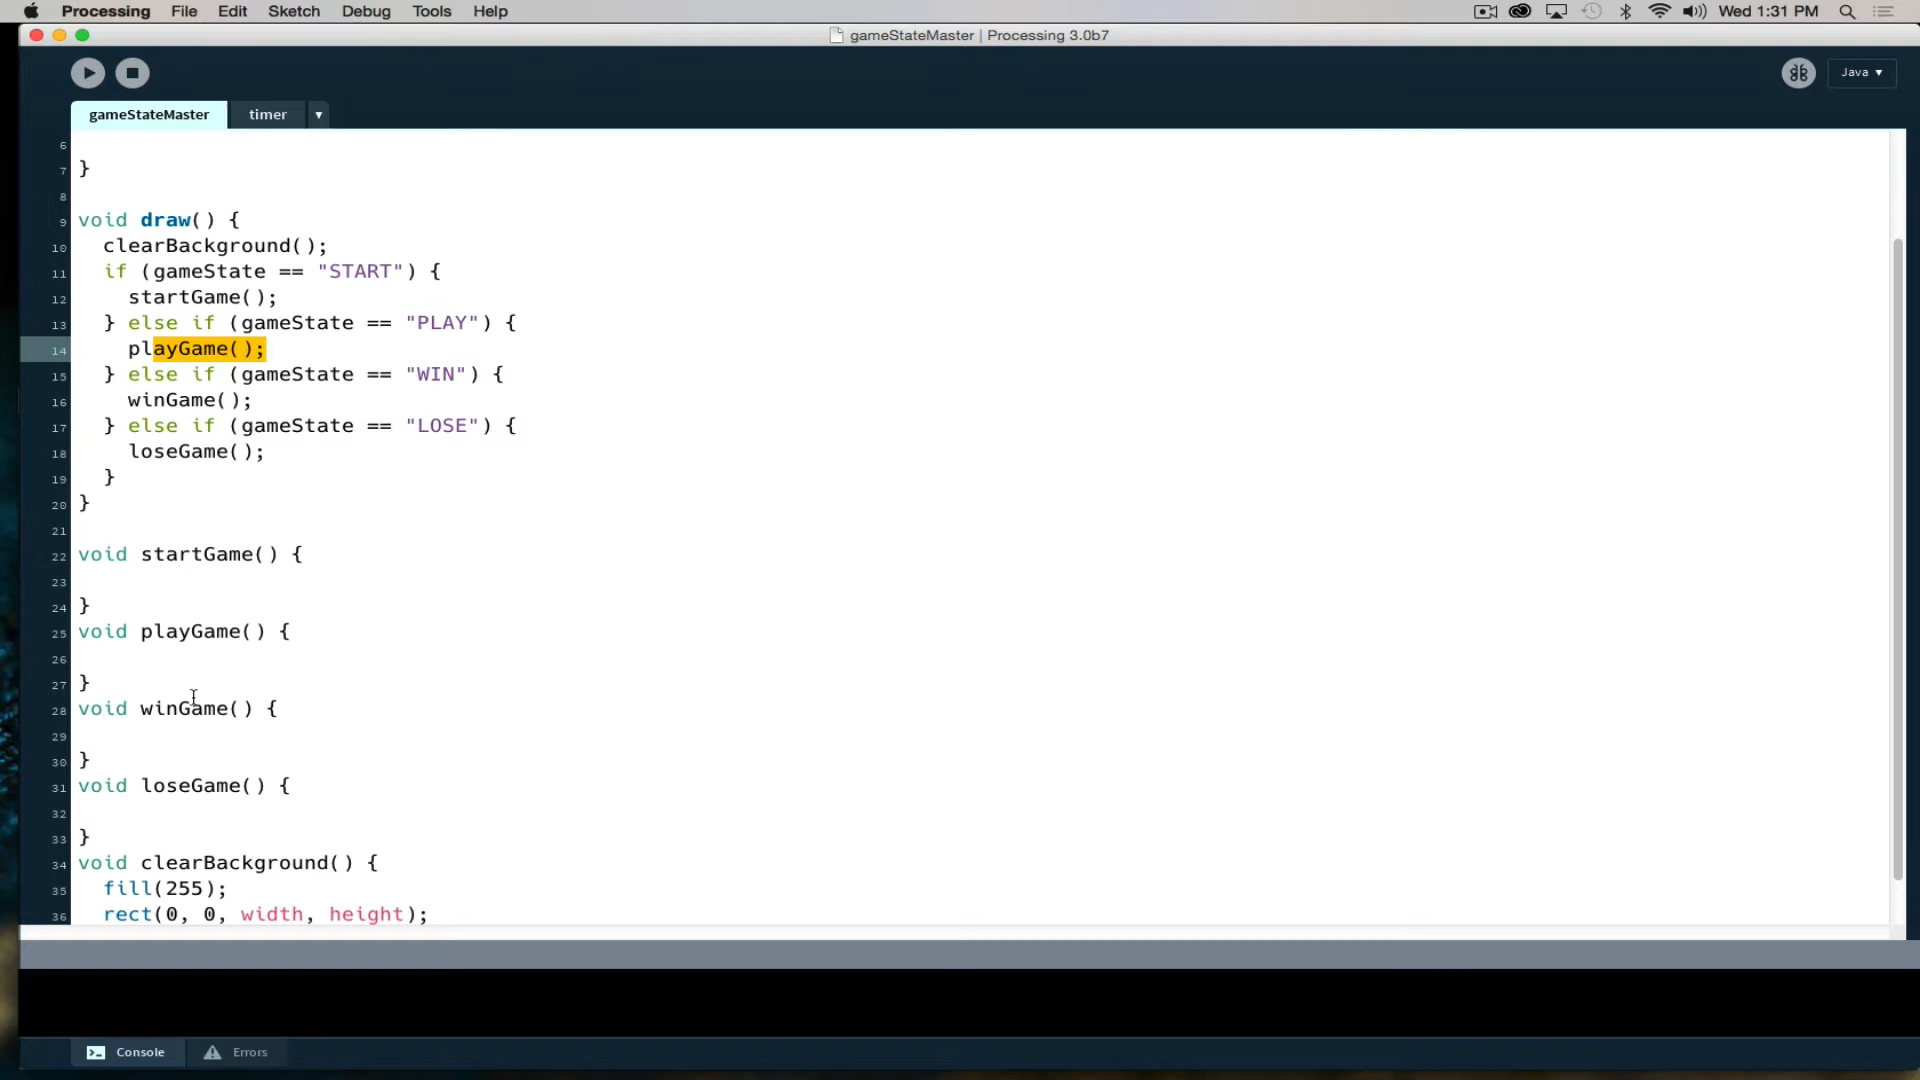 Processing File Edit Sketch Debug Tools Help Wed 1:31 PM
gameStateMaster | Processing 3.0b7
Java ▾
gameStateMaster timer ▾
6
7 }
8
9 void draw() {
10 clearBackground();
11 if (gameState == "START") {
12 startGame();
13 } else if (gameState == "PLAY") {
14 playGame();
15 } else if (gameState == "WIN") {
16 winGame();
17 } else if (gameState == "LOSE") {
18 loseGame();
19 }
20 }
21
22 void startGame() {
23
24 }
25 void playGame() {
26
27 }
28 void winGame() {
29
30 }
31 void loseGame() {
32
33 }
34 void clearBackground() {
35 fill(255);
36 rect(0, 0, width, height);
Console Errors